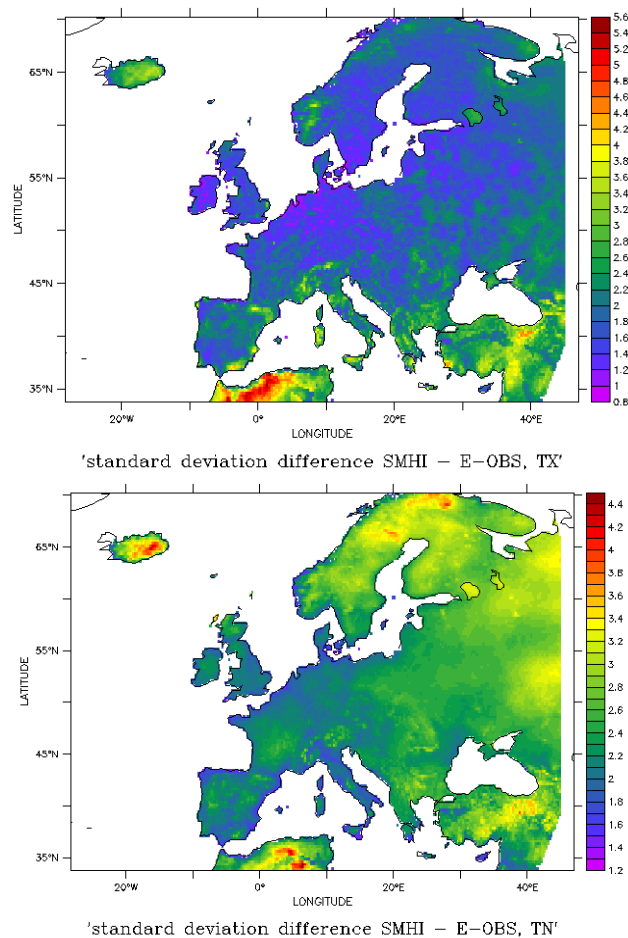 65°N
55°N
45°N
35°N
LATITUDE
20°W 0° 20°E 40°E
LONGITUDE
5.6
5.4
5.2
5
4.8
4.6
4.4
4.2
4
3.8
3.6
3.4
3.2
3
2.8
2.6
2.4
2.2
2
1.8
1.6
1.4
1.2
1
0.8
'standard deviation difference SMHI – E-OBS, TX'
65°N
55°N
45°N
35°N
LATITUDE
20°W 0° 20°E 40°E
LONGITUDE
4.4
4.2
4
3.8
3.6
3.4
3.2
3
2.8
2.6
2.4
2.2
2
1.8
1.6
1.4
1.2
'standard deviation difference SMHI – E-OBS, TN'